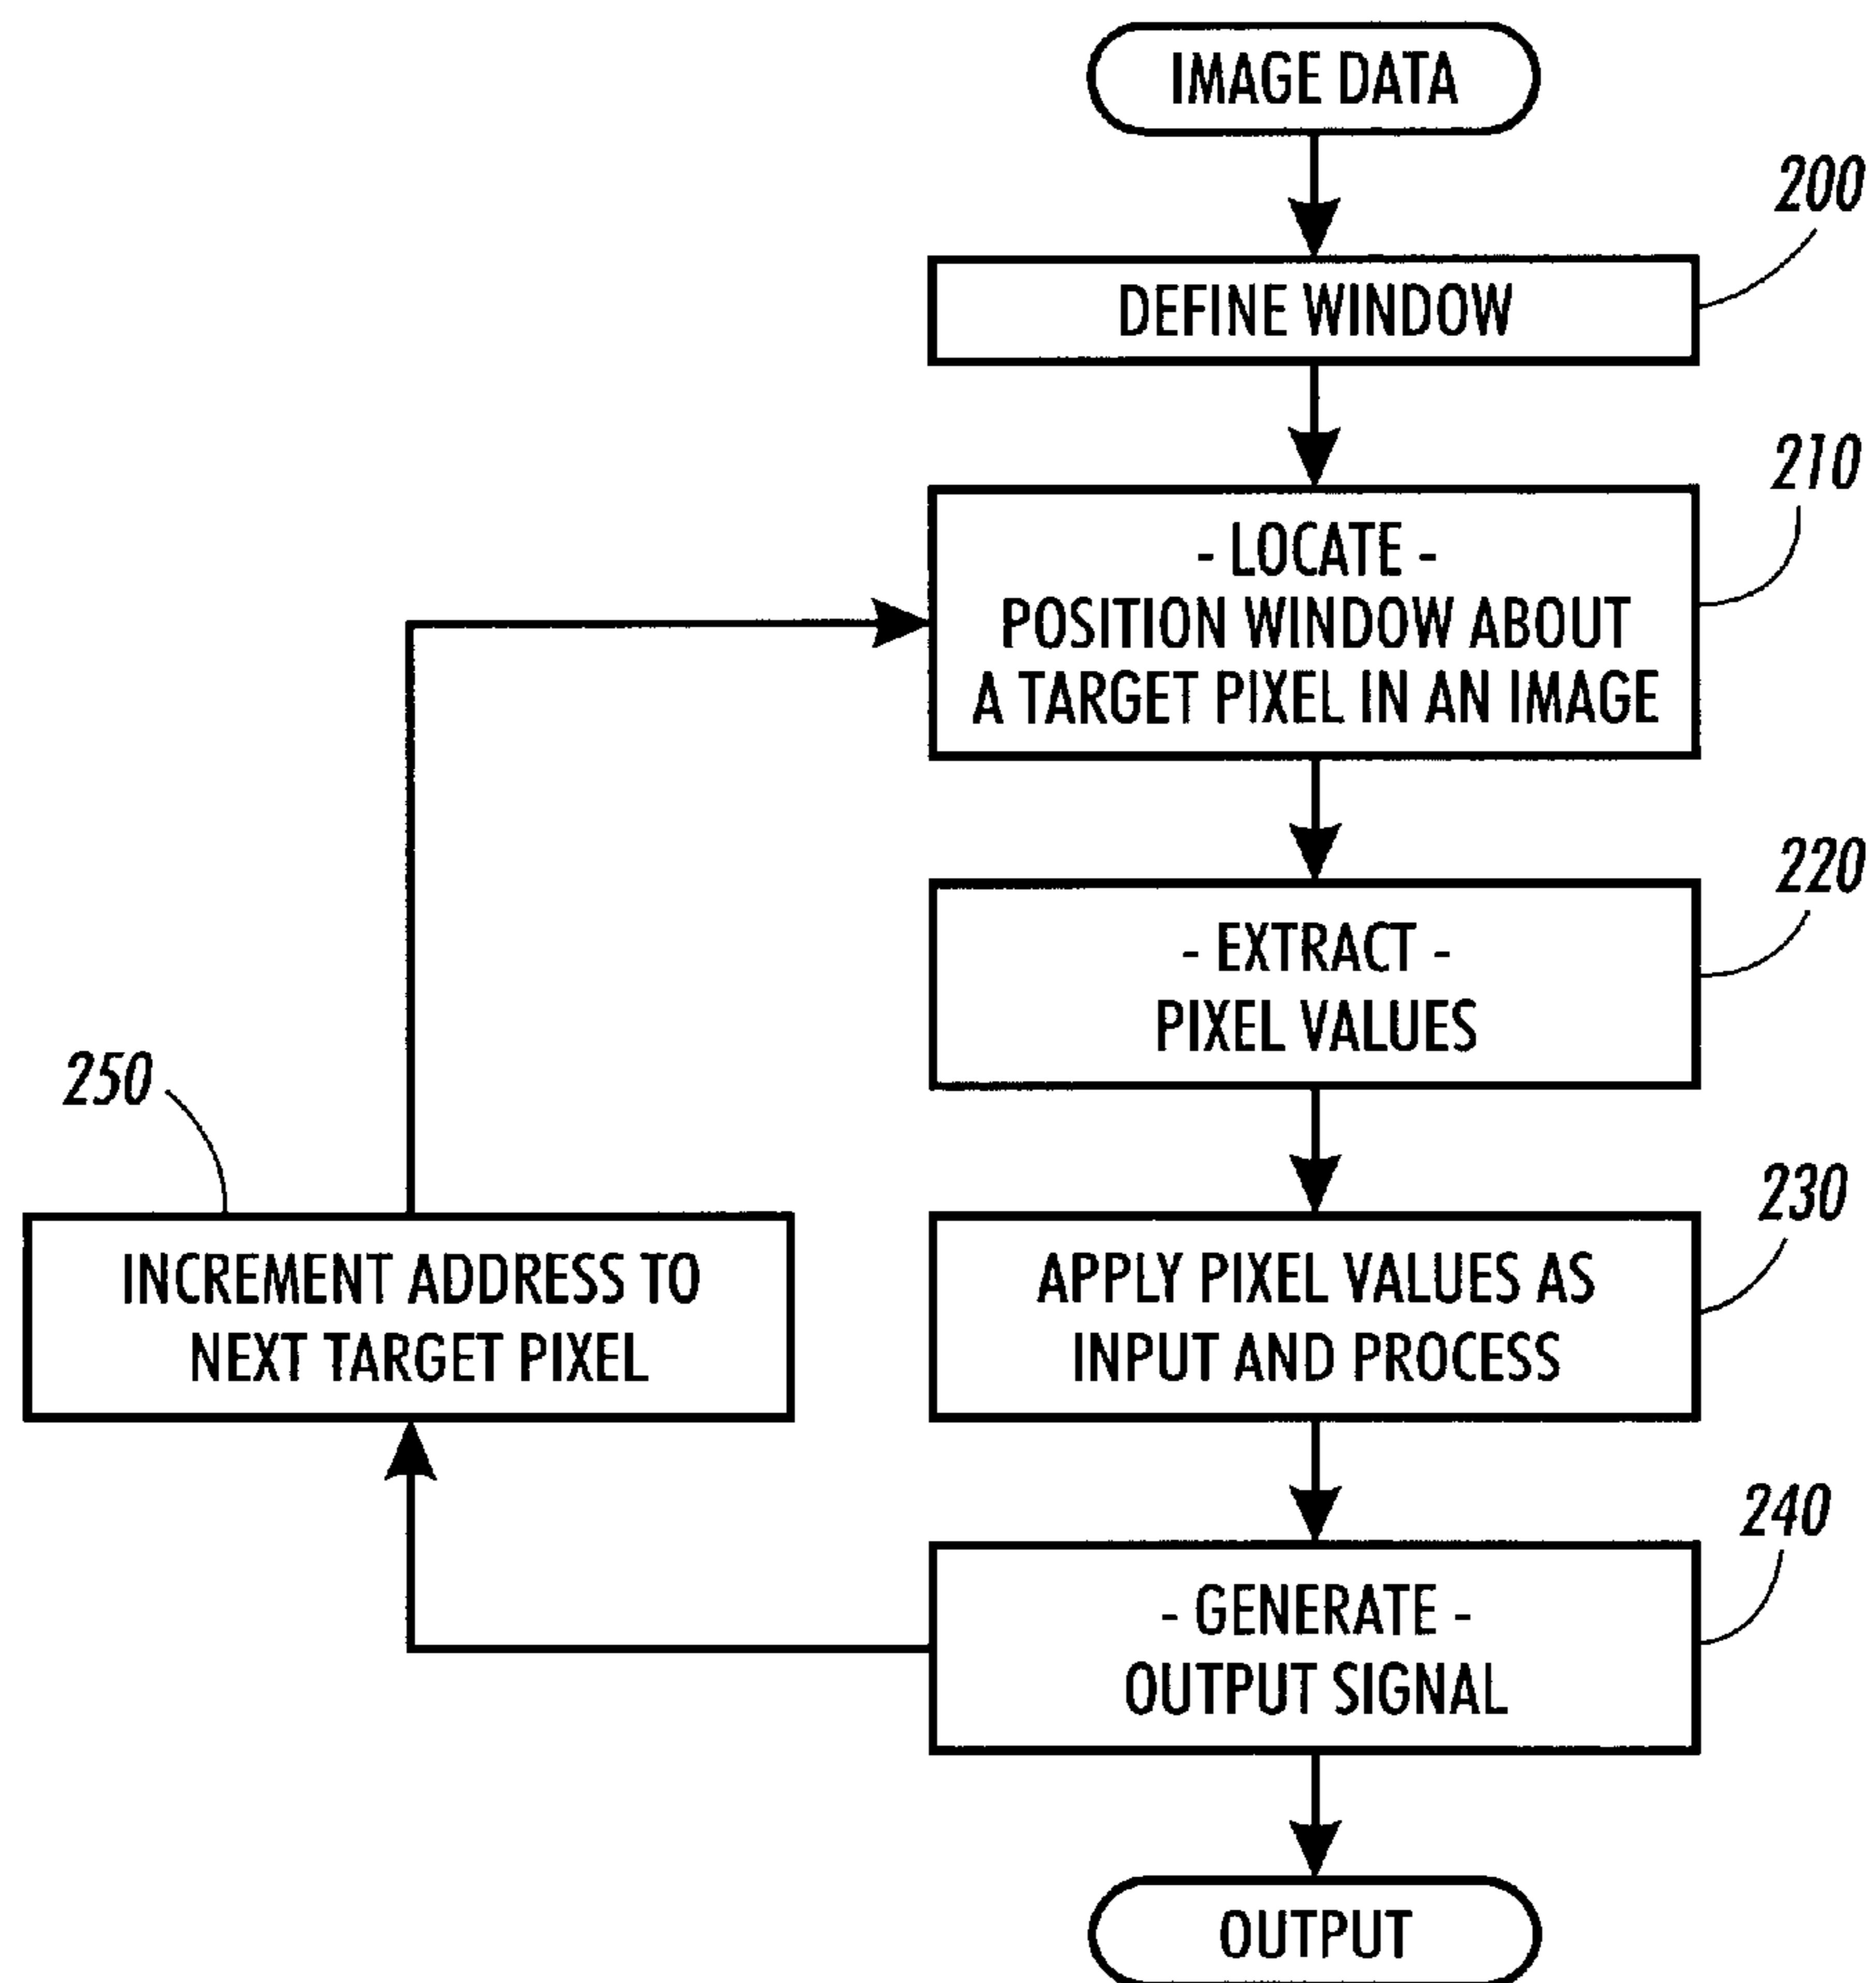 IMAGE DATA
200
DEFINE WINDOW
210
- LOCATE -
POSITION WINDOW ABOUT
A TARGET PIXEL IN AN IMAGE
220
- EXTRACT -
PIXEL VALUES
250
230
INCREMENT ADDRESS TO
NEXT TARGET PIXEL
APPLY PIXEL VALUES AS
INPUT AND PROCESS
240
- GENERATE -
OUTPUT SIGNAL
OUTPUT